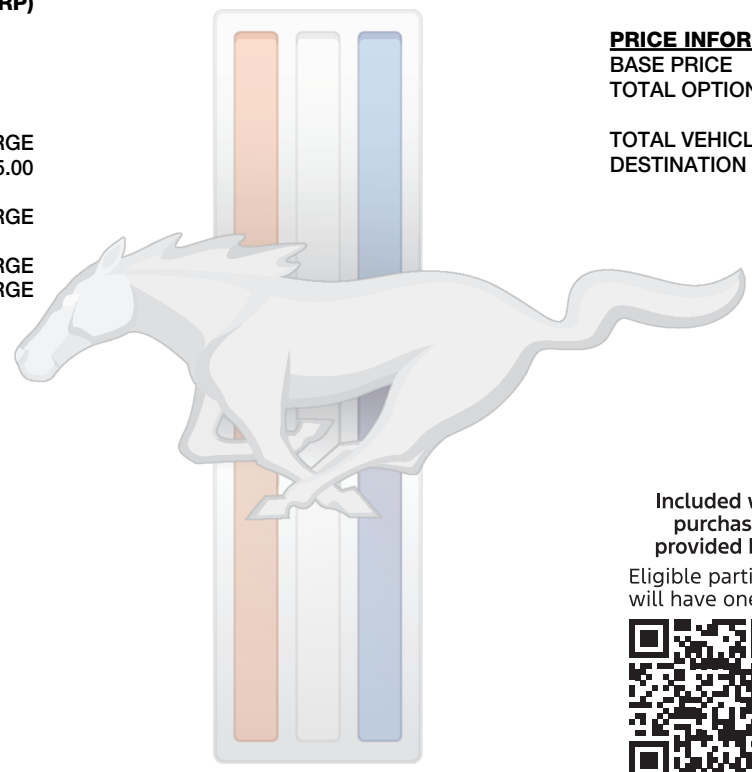 RP)
RGE
5.00
RGE
RGE
RGE
PRICE INFOR
BASE PRICE
TOTAL OPTION
TOTAL VEHICL
DESTINATION
Included w
purchas
provided b
Eligible parti
will have one